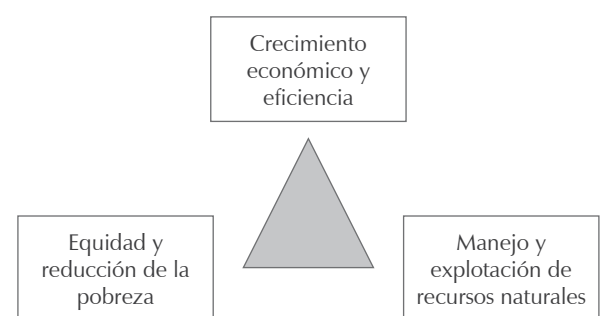 Crecimiento
económico y
eficiencia
Equidad y
reducción de la
pobreza
Manejo y
explotación de
recursos naturales